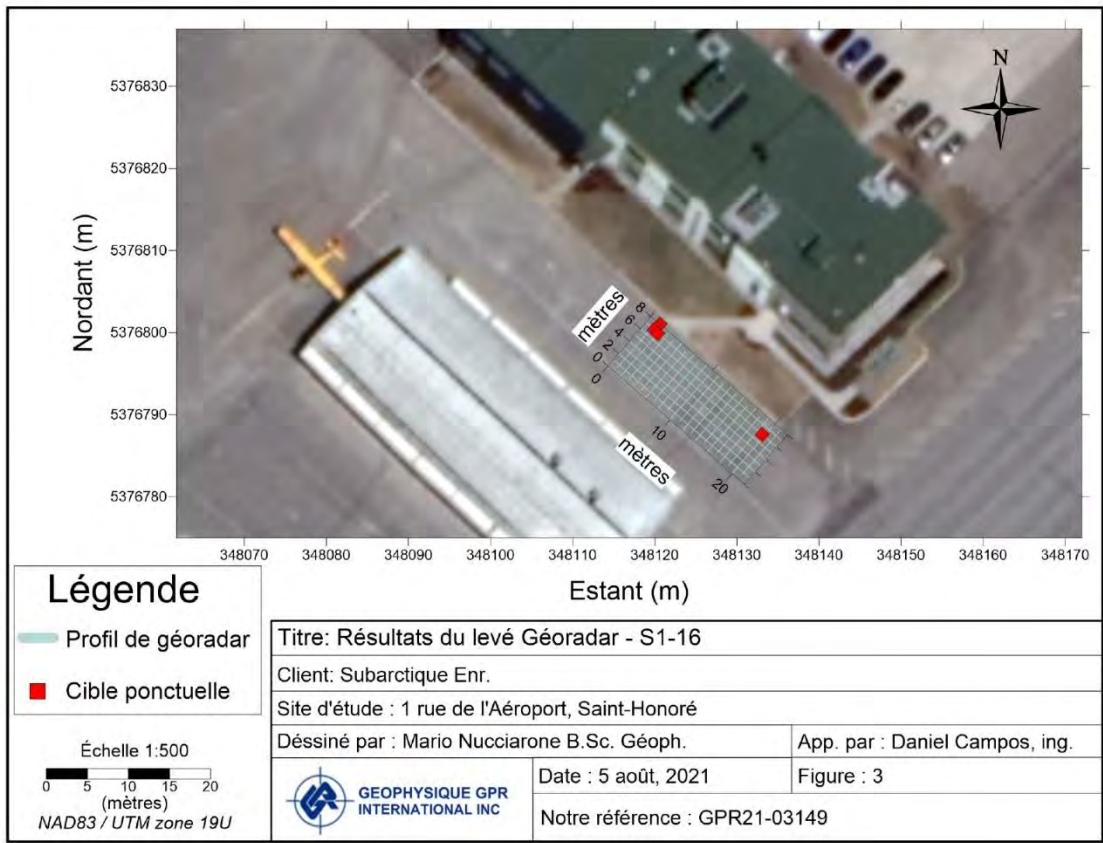 N
5376830
5376820
5376810
5376800
5376790
5376780
Nordant (m)
mètres
8
6
4
2
0
0
10
20
mètres
348070 348080 348090 348100 348110 348120 348130 348140 348150 348160 348170
Estant (m)
Légende
Profil de géoradar
Cible ponctuelle
Échelle 1:500
0 5 10 15 20
(mètres)
NAD83 / UTM zone 19U
Titre: Résultats du levé Géoradar - S1-16
Client: Subarctique Enr.
Site d'étude : 1 rue de l'Aéroport, Saint-Honoré
Déssiné par : Mario Nucciarone B.Sc. Géoph.
App. par : Daniel Campos, ing.
GEOPHYSIQUE GPR
INTERNATIONAL INC
Date : 5 août, 2021
Figure : 3
Notre référence : GPR21-03149